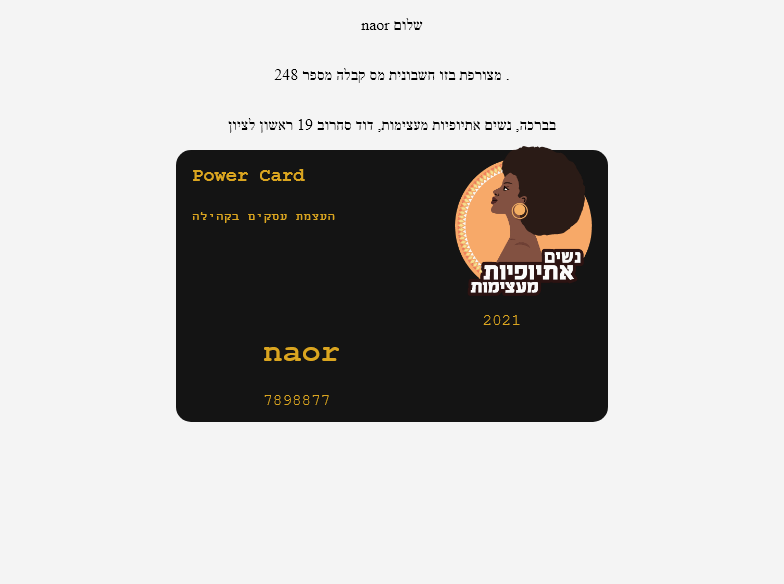 שלום naor
מצורפת בזו חשבונית מס קבלה מספר 248 .
בברכה, נשים אתיופיות מעצימות, דוד סחרוב 19 ראשון לציון
Power Card
העצמת עסקים בקהילה
נשים
אתיופיות
מעצימות
2021
naor
7898877